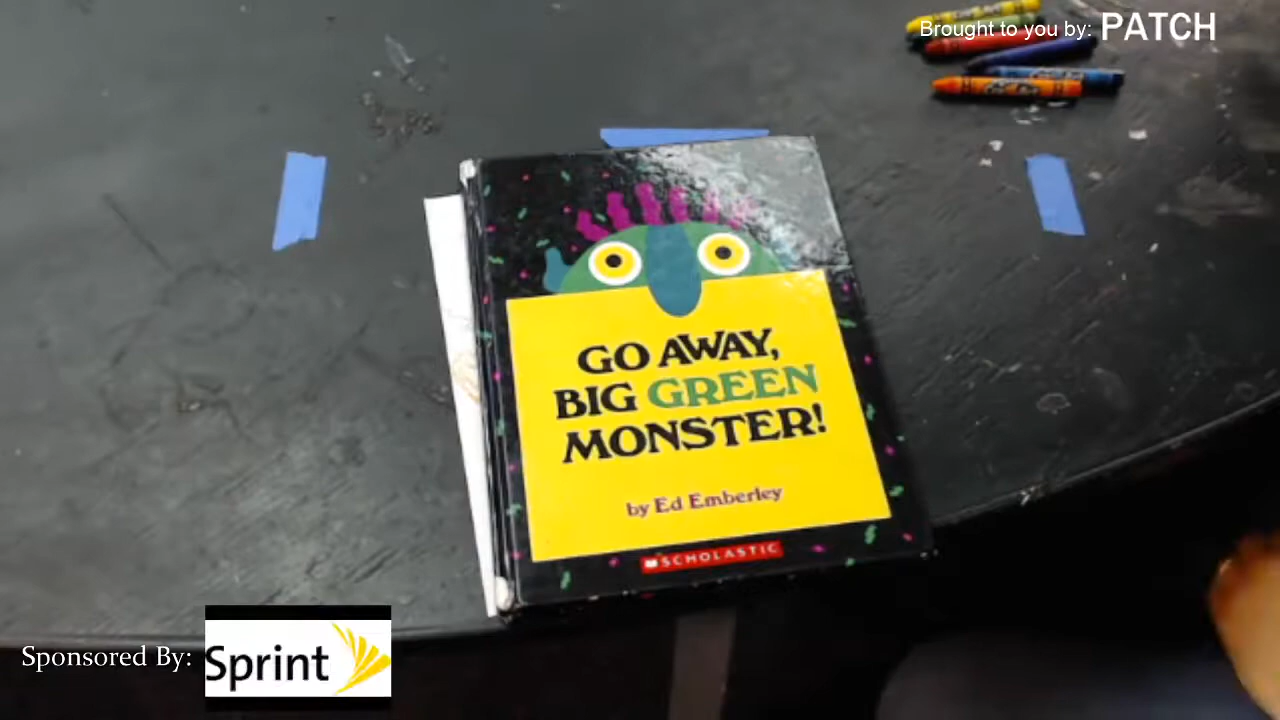 Brought to you by: PATCH
GO AWAY,
BIG GREEN
MONSTER!
by Ed Emberley
SCHOLASTIC
Sponsored By: Sprint